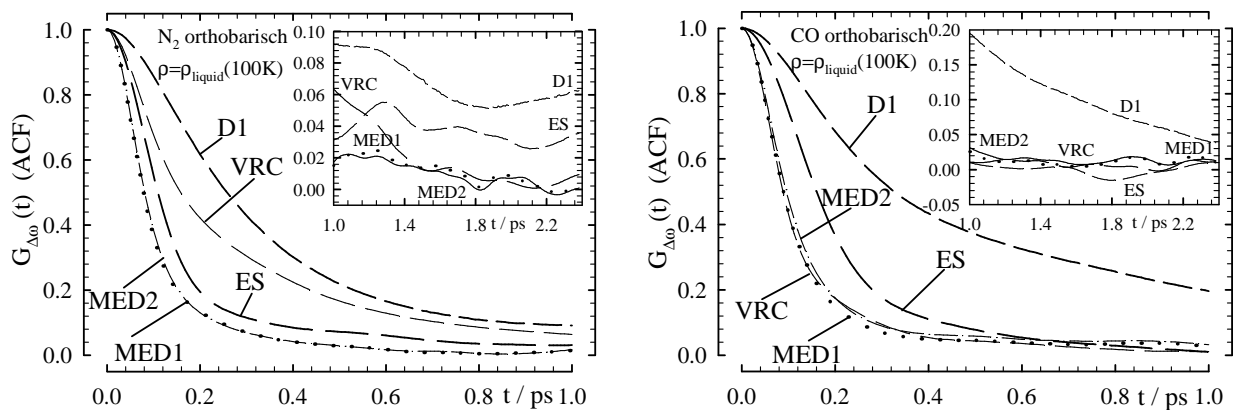 G_Δω(t) (ACF)
1.0
0.8
0.6
0.4
0.2
0.0
N₂ orthobarisch
ρ=ρ_liquid(100K)
D1
VRC
ES
MED2
MED1
0.10
0.08
0.06
0.04
0.02
0.00
VRC
D1
ES
MED1
MED2
1.0 1.4 1.8 t / ps 2.2
0.0 0.2 0.4 0.6 0.8 t / ps 1.0
G_Δω(t) (ACF)
1.0
0.8
0.6
0.4
0.2
0.0
CO orthobarisch
ρ=ρ_liquid(100K)
D1
MED2
ES
VRC
MED1
0.20
0.15
0.10
0.05
0.00
-0.05
D1
MED2
VRC
MED1
ES
1.0 1.4 1.8 t / ps 2.2
0.0 0.2 0.4 0.6 0.8 t / ps 1.0